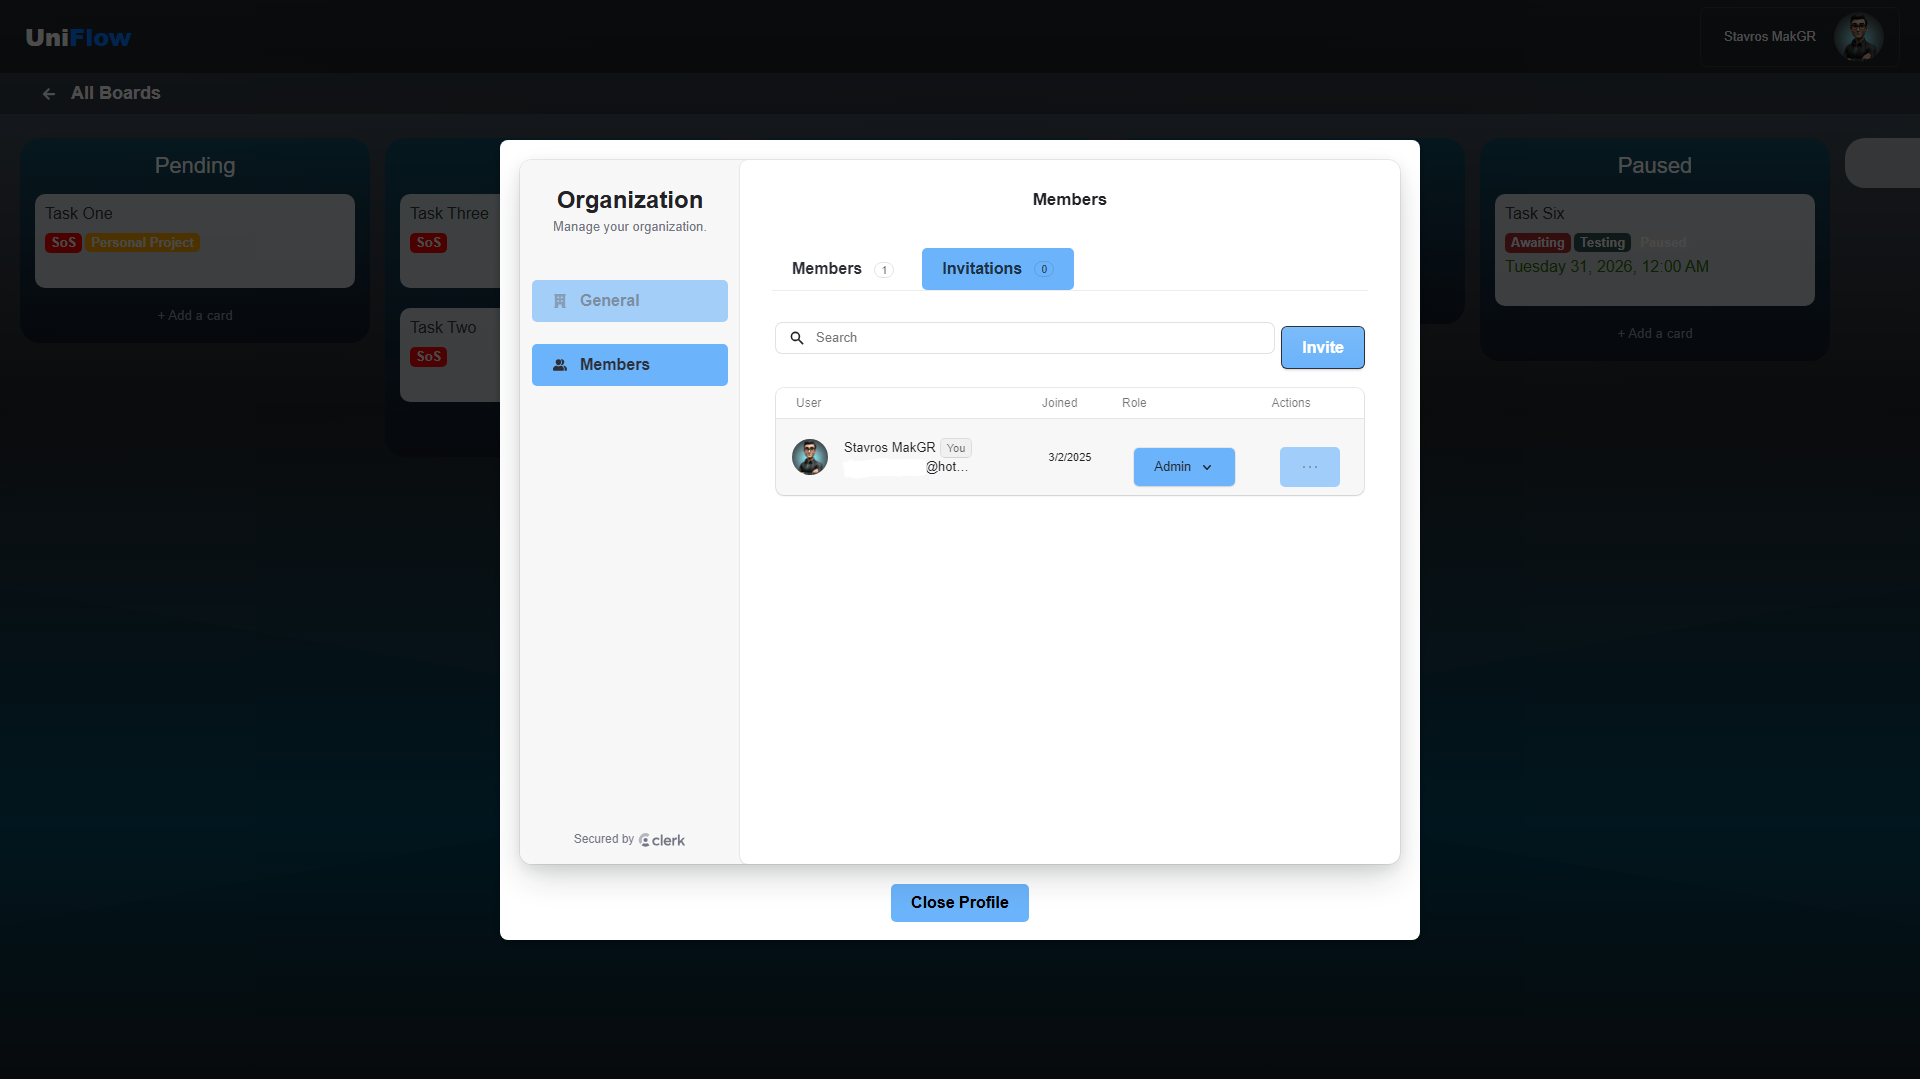 UniFlow
Stavros MakGR
All Boards
Pending
Task One
SoS Personal Project
+ Add a card
Task Three
SoS
Task Two
SoS
Organization
Manage your organization.
General
Members
Secured by clerk
Members
Members 1
Invitations 0
Search
Invite
User Joined Role Actions
Stavros MakGR You
@hot...
3/2/2025
Admin
...
Close Profile
Paused
Task Six
Awaiting Testing Paused
Tuesday 31, 2026, 12:00 AM
+ Add a card